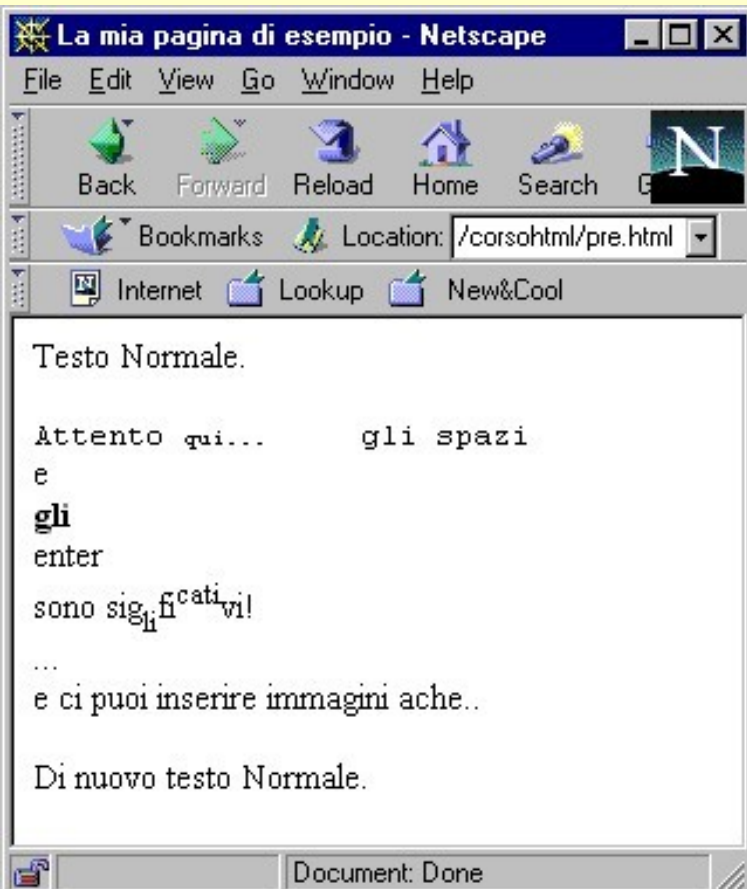 La mia pagina di esempio - Netscape
File Edit View Go Window Help
N
Back Forward Reload Home Search G
Bookmarks Location: /corsohtml/pre.html
N Internet Lookup New&Cool
Testo Normale.
Attento qui... gli spazi
e
gli
enter
sono siglificativi!
...
e ci puoi inserire immagini ache..
Di nuovo testo Normale.
Document: Done